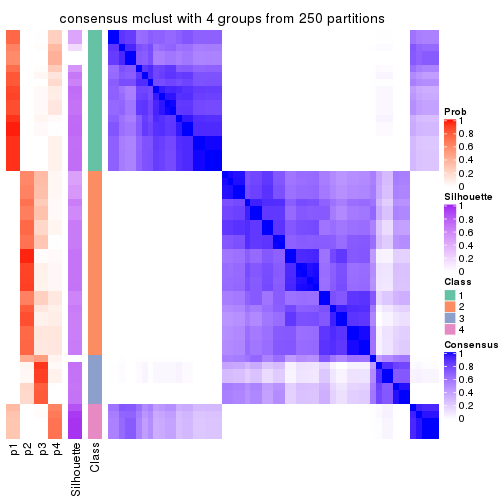 consensus mclust with 4 groups from 250 partitions
Prob
1
0.8
0.6
0.4
0.2
0
Silhouette
1
0.8
0.6
0.4
0.2
0
Class
1
2
3
4
Consensus
1
0.8
0.6
0.4
0.2
0
p1
p2
p3
p4
Silhouette
Class